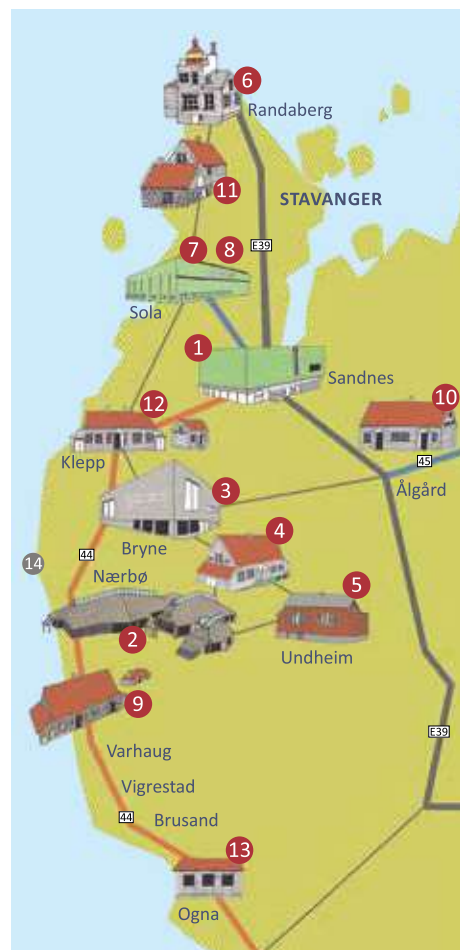 6
Randaberg
11
STAVANGER
7 8
E39
Sola
1
Sandnes
12
10
Klepp
45
3
Ålgård
4
Bryne
44
14
Nærbø
5
2
Undheim
9
E39
Varhaug
Vigrestad
44
Brusand
13
Ogna